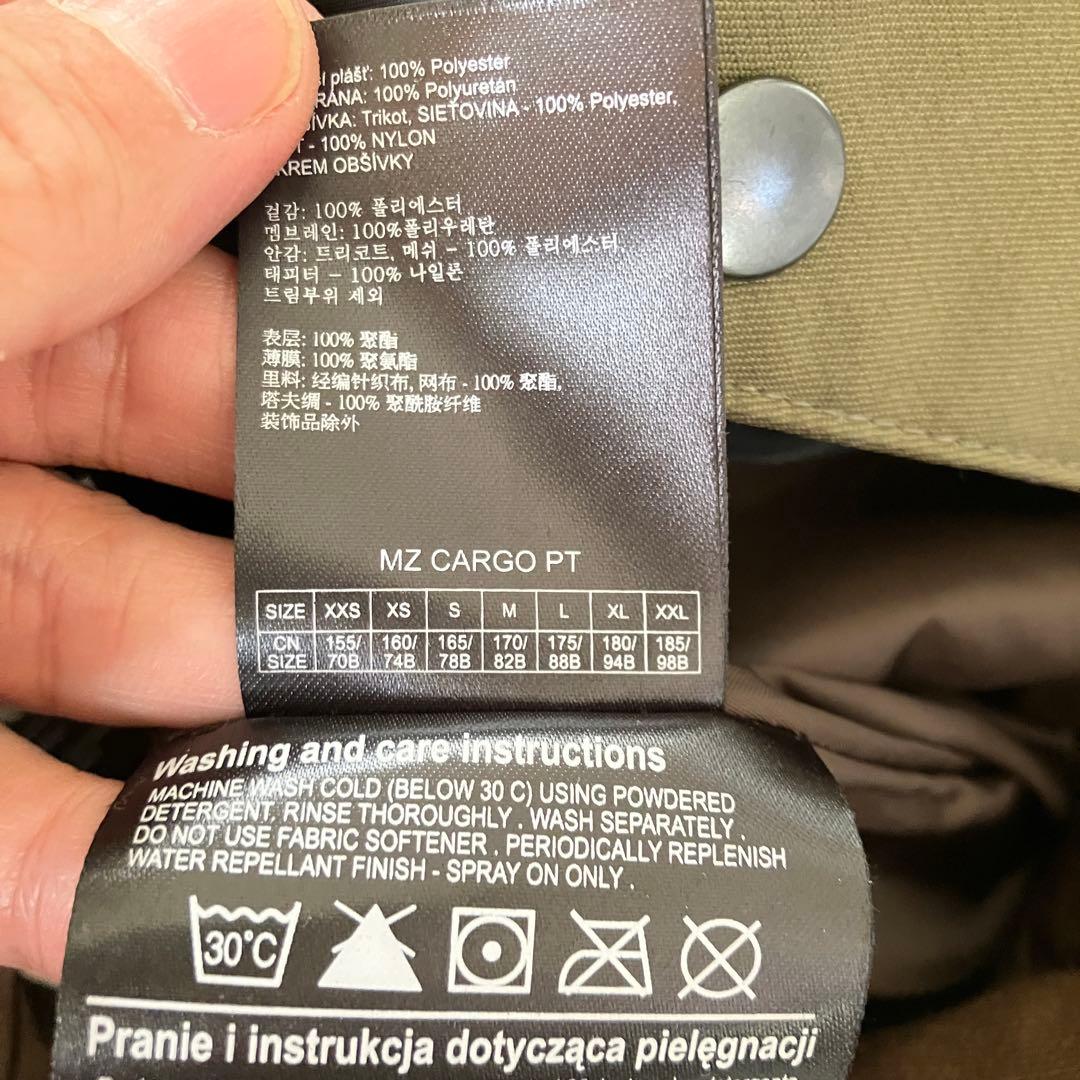 plášť: 100% Polyester
100% Polyuretán
Trikot, SIEŤOVINA - 100% Polyester,
- 100% NYLON
KREM OBŠÍVKY
겉감: 100% 폴리에스터
멤브레인: 100%폴리우레탄
안감: 드리코트, 메쉬 – 100% 폴리에스터
태피터 – 100% 나일론
트림부위 제외
表层: 100% 聚酯
薄膜: 100% 聚氨酯
里料: 经编针织布, 网布 - 100% 聚酯,
塔夫绸 - 100% 聚酰胺纤维
装饰品除外
MZ CARGO PT
SIZE XXS XS S M L XL XXL
CN 155/ 160/ 165/ 170/ 175/ 180/ 185/
SIZE 70B 74B 78B 82B 88B 94B 98B
Washing and care instructions
MACHINE WASH COLD (BELOW 30 C) USING POWDERED
DETERGENT. RINSE THOROUGHLY . WASH SEPARATELY .
DO NOT USE FABRIC SOFTENER . PERIODICALLY REPLENISH
WATER REPELLANT FINISH - SPRAY ON ONLY .
30°C
Pranie i instrukcja dotycząca pielęgnacji